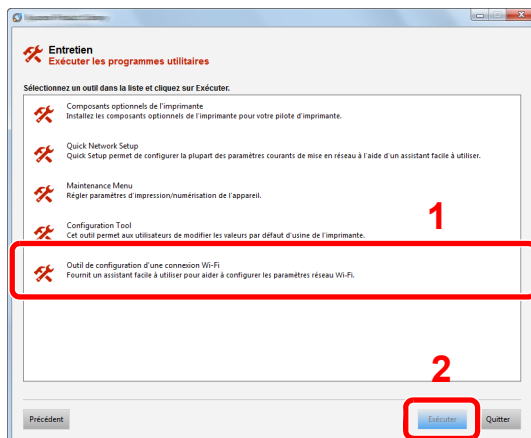 Entretien
Exécuter les programmes utilitaires
Sélectionnez un outil dans la liste et cliquez sur Exécuter.
Composants optionnels de l'imprimante
Installez les composants optionnels de l'imprimante pour votre pilote d'imprimante.
Quick Network Setup
Quick Setup permet de configurer la plupart des paramètres courants de mise en réseau à l'aide d'un assistant facile à utiliser.
Maintenance Menu
Régler paramètres d'impression/numérisation de l'appareil.
1
Configuration Tool
Cet outil permet aux utilisateurs de modifier les valeurs par défaut d'usine de l'imprimante.
Outil de configuration d'une connexion Wi-Fi
Fournit un assistant facile à utiliser pour aider à configurer les paramètres réseau Wi-Fi.
2
Précédent
Exécuter
Quitter